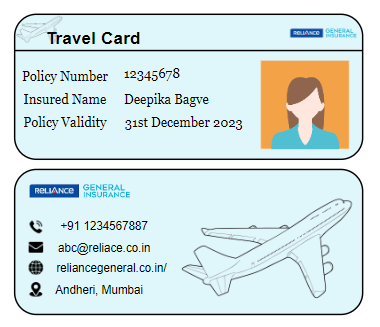 Travel Card
RELIANCE GENERAL
INSURANCE
Policy Number 12345678
Insured Name Deepika Bagve
Policy Validity 31st December 2023
RELIANCE GENERAL
INSURANCE
+91 1234567887
abc@reliace.co.in
reliancegeneral.co.in/
Andheri, Mumbai